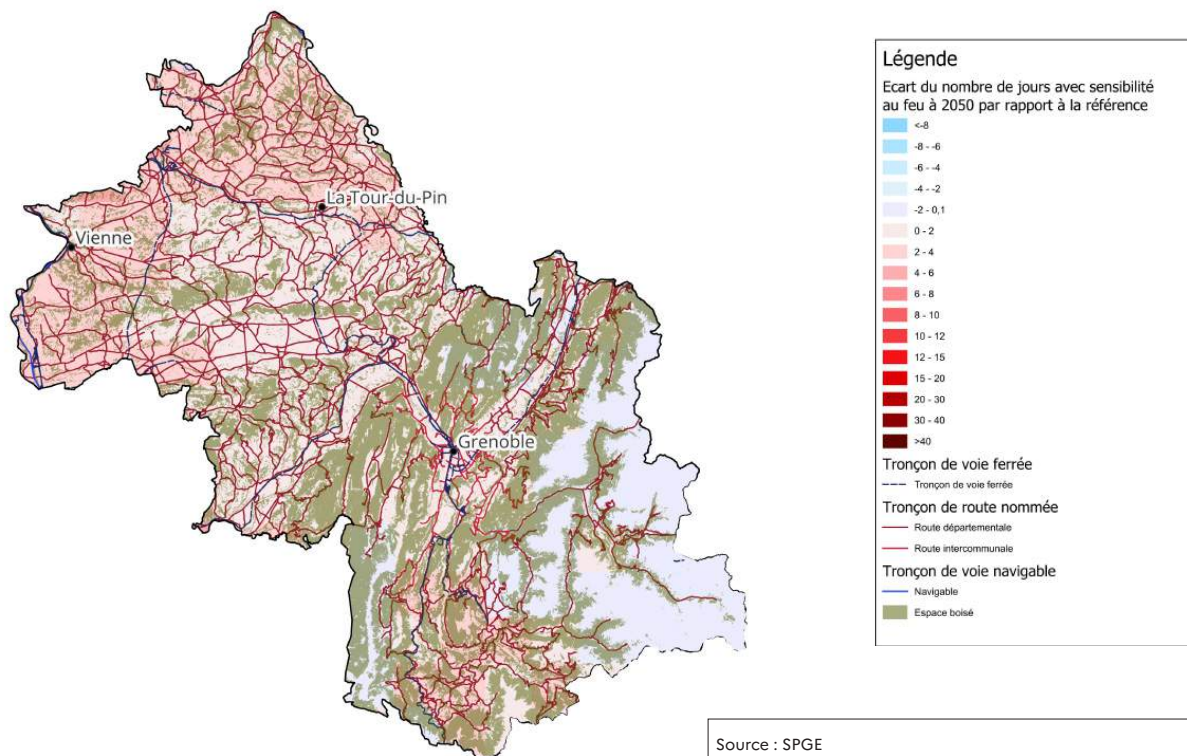 La Tour-du-Pin
Vienne
Grenoble
Légende
Ecart du nombre de jours avec sensibilité
au feu à 2050 par rapport à la référence
<-8
-8 - -6
-6 - -4
-4 - -2
-2 - 0,1
0 - 2
2 - 4
4 - 6
6 - 8
8 - 10
10 - 12
12 - 15
15 - 20
20 - 30
30 - 40
>40
Tronçon de voie ferrée
Tronçon de voie ferrée
Tronçon de route nommée
Route départementale
Route intercommunale
Tronçon de voie navigable
Navigable
Espace boisé
Source : SPGE